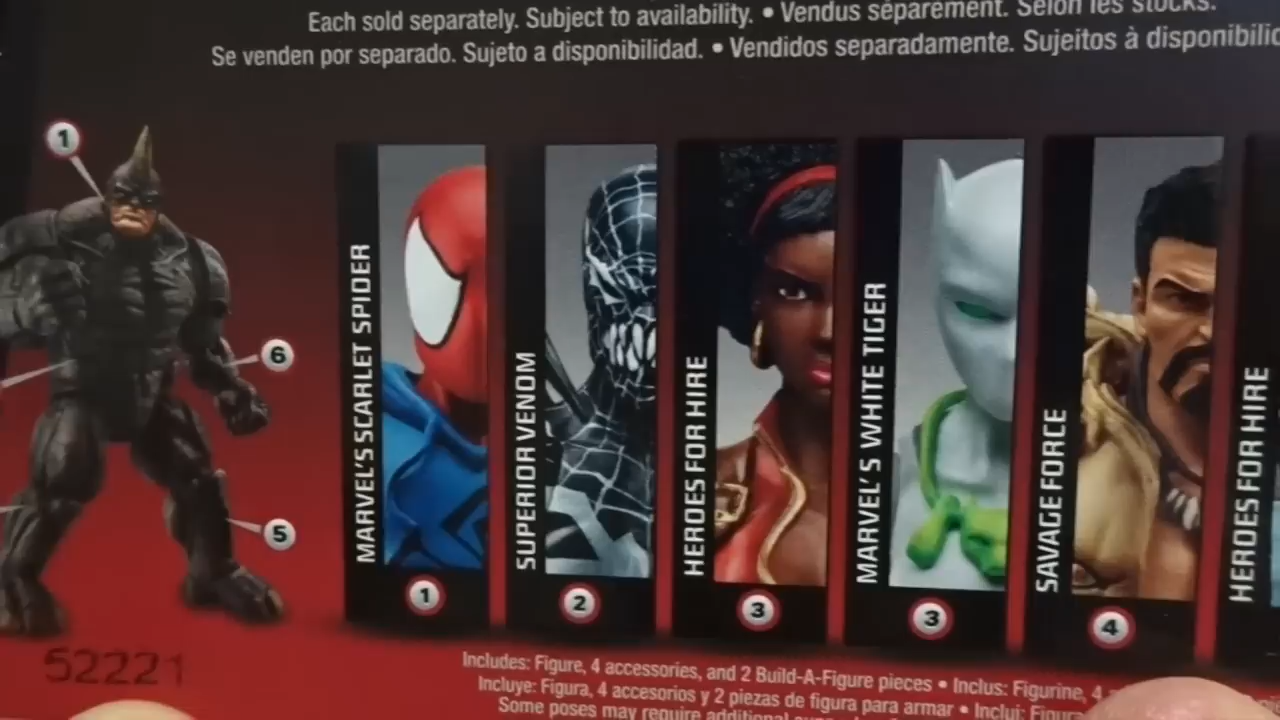 Each sold separately. Subject to availability. • Vendus séparément. Selon les stocks.
Se venden por separado. Sujeto a disponibilidad. • Vendidos separadamente. Sujeitos à
1
6
5
MARVEL'S SCARLET SPIDER
1
SUPERIOR VENOM
2
HEROES FOR HIRE
3
MARVEL'S WHITE TIGER
3
SAVAGE FORCE
4
HEROES FOR HIRE
52221
Includes: Figure, 4 accessories, and 2 Build-A-Figure pieces • Inclus: Figurine, 4
Incluye: Figura, 4 accesorios y 2 piezas de figura para armar • Inclui:
Some poses may require additional